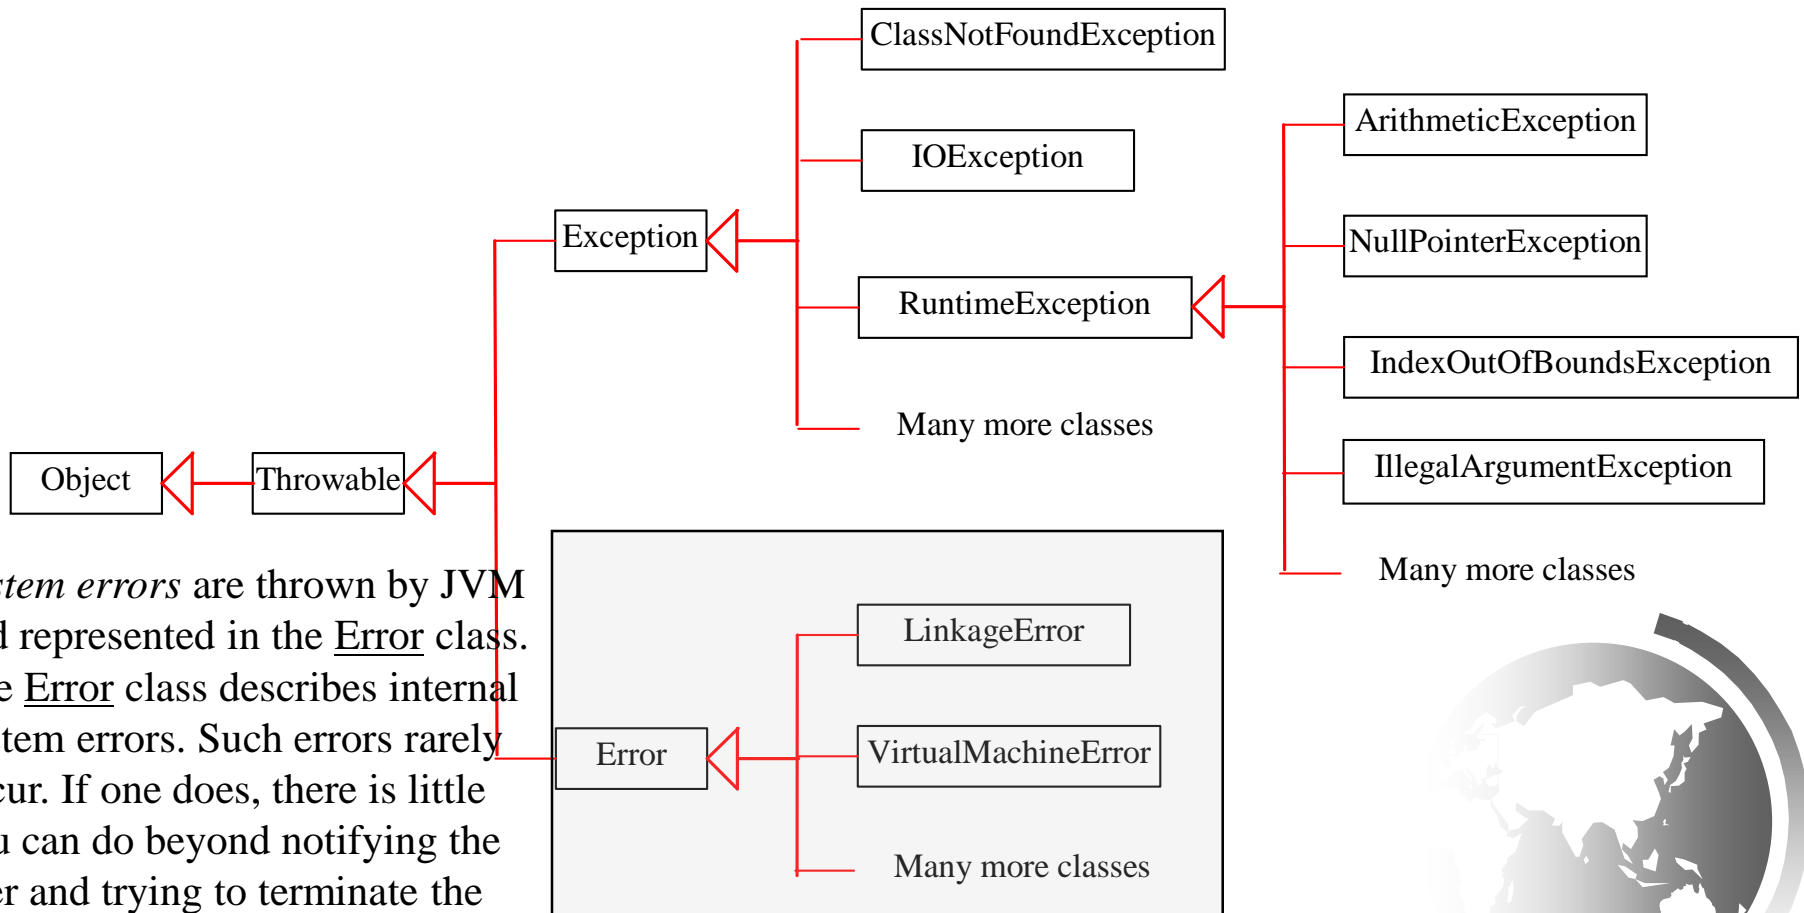 ClassNotFoundException
ArithmeticException
IOException
Exception
NullPointerException
RuntimeException
IndexOutOfBoundsException
Many more classes
Object
Throwable
IllegalArgumentException
Many more classes
errors are thrown by JVM
represented in the Error class.
Error class describes internal
errors. Such errors rarely
If one does, there is little
can do beyond notifying the
and trying to terminate the
LinkageError
Error
VirtualMachineError
Many more classes